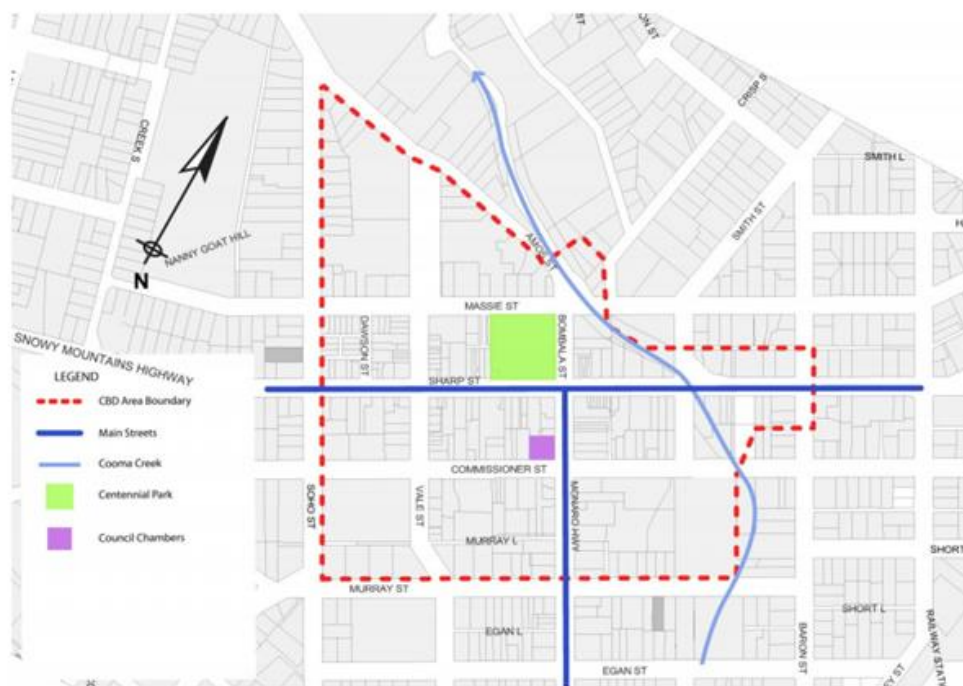 CRISP S
CREEK S
SMITH L
H
SMITH ST
NANNY GOAT HILL
N
MASSIE ST
SNOWY MOUNTAINS HIGHWAY
DAWSON ST
BOMBALA ST
SHARP ST
LEGEND
CBD Area Boundary
Main Streets
Cooma Creek
Centennial Park
Council Chambers
COMMISSIONER ST
SOHO ST
VALE ST
MONARO HWY
MURRAY L
SHORT
MURRAY ST
SHORT L
EGAN L
BARON ST
RAILWAY STATI
EY ST
EGAN ST